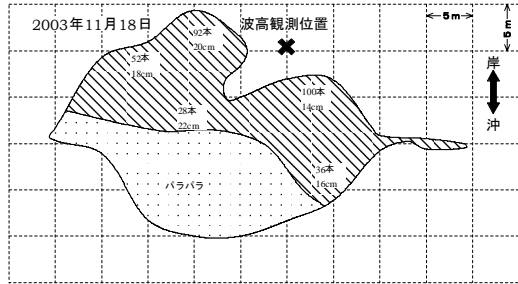 2003年11月18日
波高観測位置
5m
5m
岸
沖
92本
20cm
52本
18cm
100本
14cm
28本
22cm
36本
16cm
バラバラ